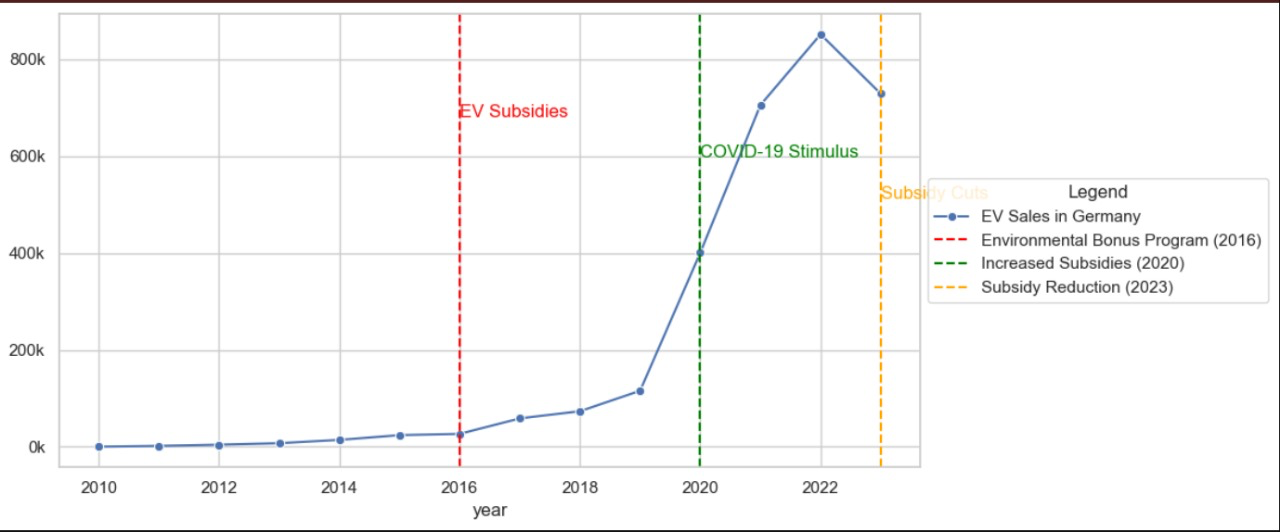 800k
EV Subsidies
600k
COVID-19 Stimulus
Subsidy Cuts
400k
200k
0k
2010 2012 2014 2016 2018 2020 2022
year
Legend
EV Sales in Germany
Environmental Bonus Program (2016)
Increased Subsidies (2020)
Subsidy Reduction (2023)